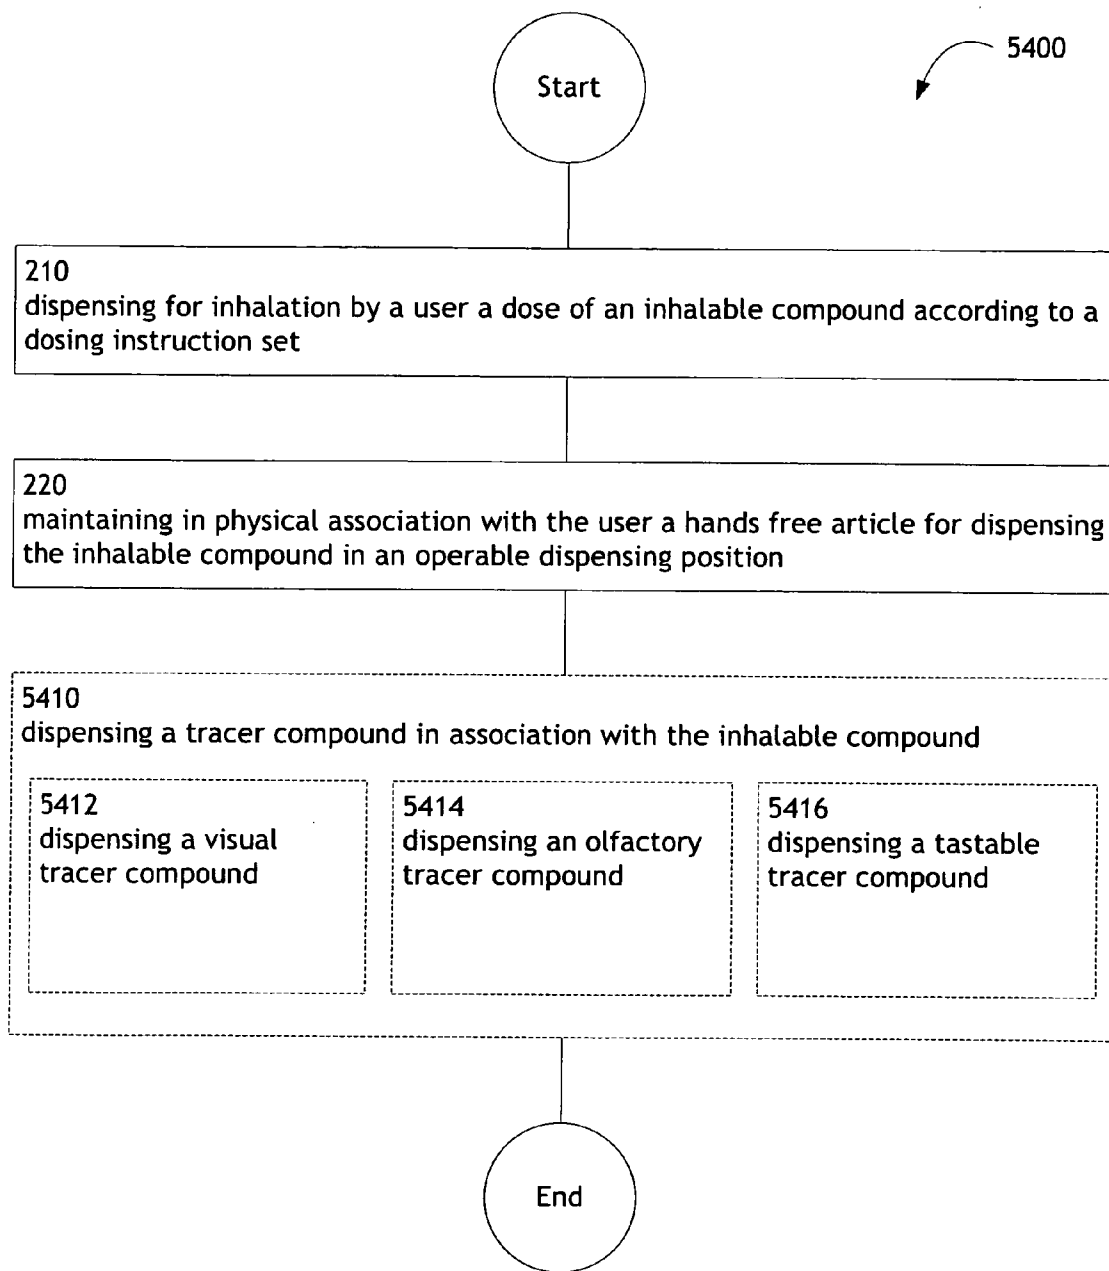 Start
5400
210
dispensing for inhalation by a user a dose of an inhalable compound according to a
dosing instruction set
220
maintaining in physical association with the user a hands free article for dispensing
the inhalable compound in an operable dispensing position
5410
dispensing a tracer compound in association with the inhalable compound
5412
dispensing a visual
tracer compound
5414
dispensing an olfactory
tracer compound
5416
dispensing a tastable
tracer compound
End